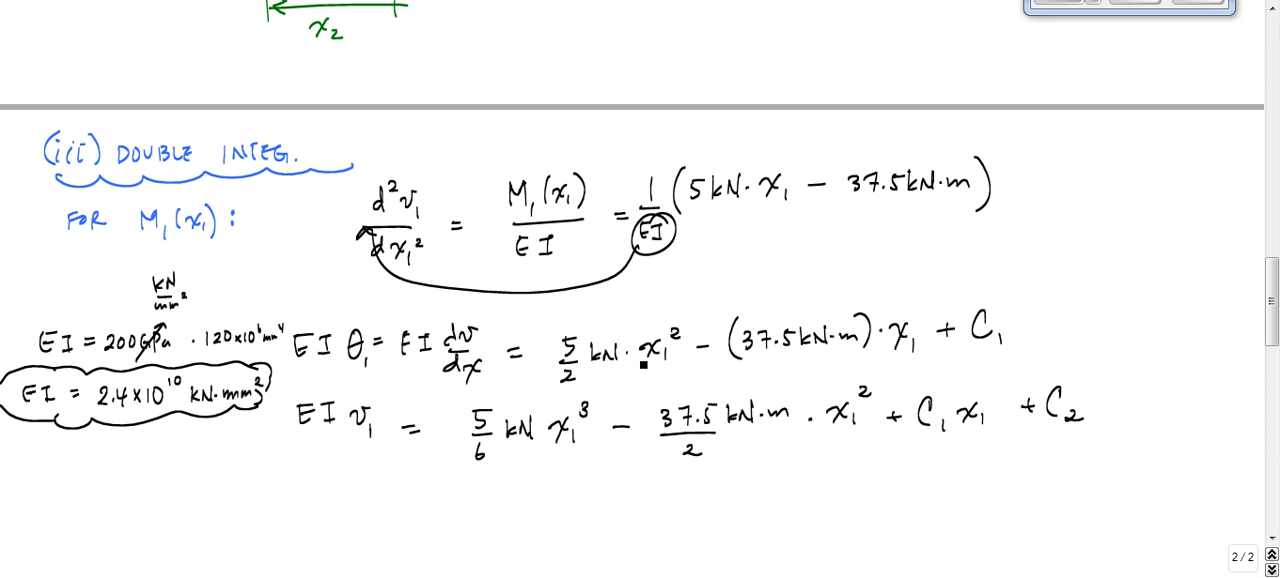 x₂
(iii) DOUBLE INTEG.
FOR M₁(x₁) :
d²v₁/dx₁² = M₁(x₁)/EI = 1/EI (5kN·x₁ − 37.5kN·m)
kN/mm²
EI = 200GPa · 120×10⁶mm⁴
EI = 2.4×10¹⁰ kN·mm²
EI θ₁ = EI dv/dx = 5/2 kN·x₁² − (37.5kN·m)·x₁ + C₁
EI v₁ = 5/6 kN x₁³ − 37.5/2 kN·m · x₁² + C₁x₁ + C₂
2 / 2